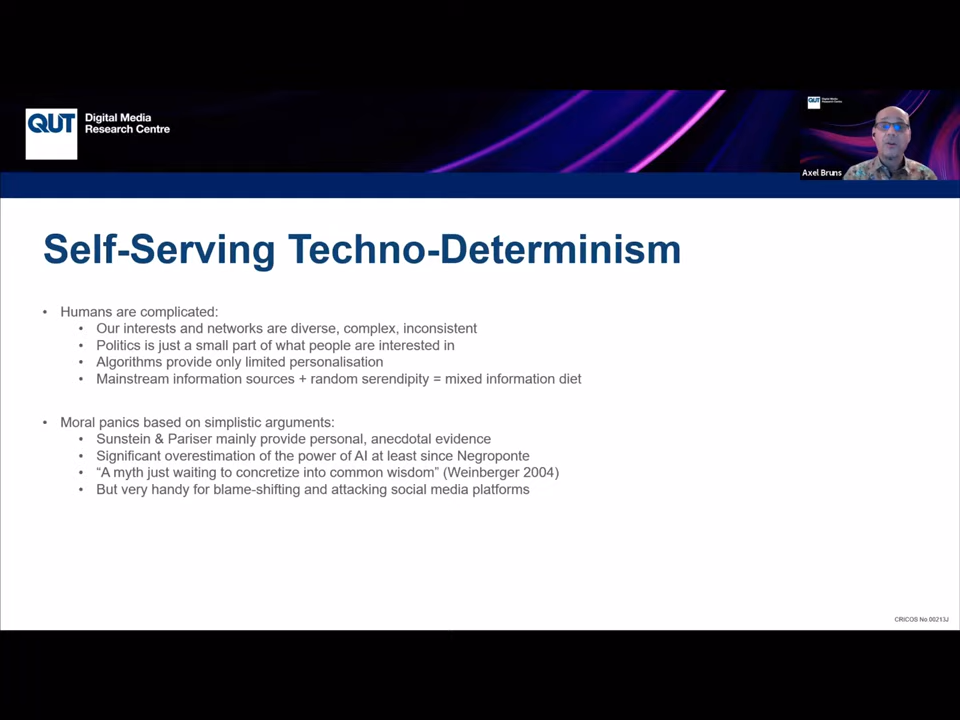 QUT
Digital Media
Research Centre
QUT
Axel Bruns
Self-Serving Techno-Determinism
• Humans are complicated:
• Our interests and networks are diverse, complex, inconsistent
• Politics is just a small part of what people are interested in
• Algorithms provide only limited personalisation
• Mainstream information sources + random serendipity = mixed information diet
• Moral panics based on simplistic arguments:
• Sunstein & Pariser mainly provide personal, anecdotal evidence
• Significant overestimation of the power of AI at least since Negroponte
• “A myth just waiting to concretize into common wisdom” (Weinberger 2004)
• But very handy for blame-shifting and attacking social media platforms
CRICOS No.00213J